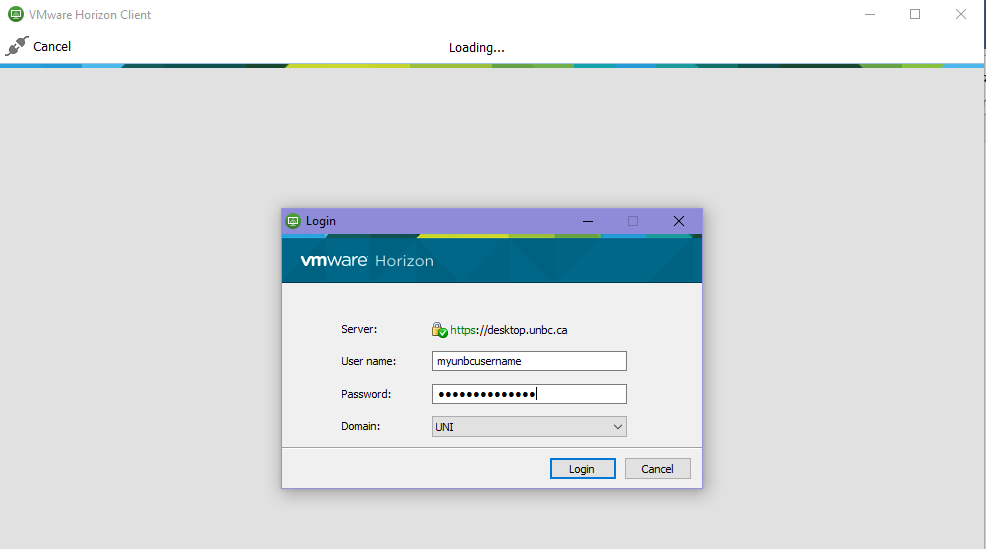 VMware Horizon Client
Cancel
Loading...
Login
vmware Horizon
Server: https://desktop.unbc.ca
User name: myunbcusername
Password: ••••••••••••••
Domain: UNI
Login Cancel